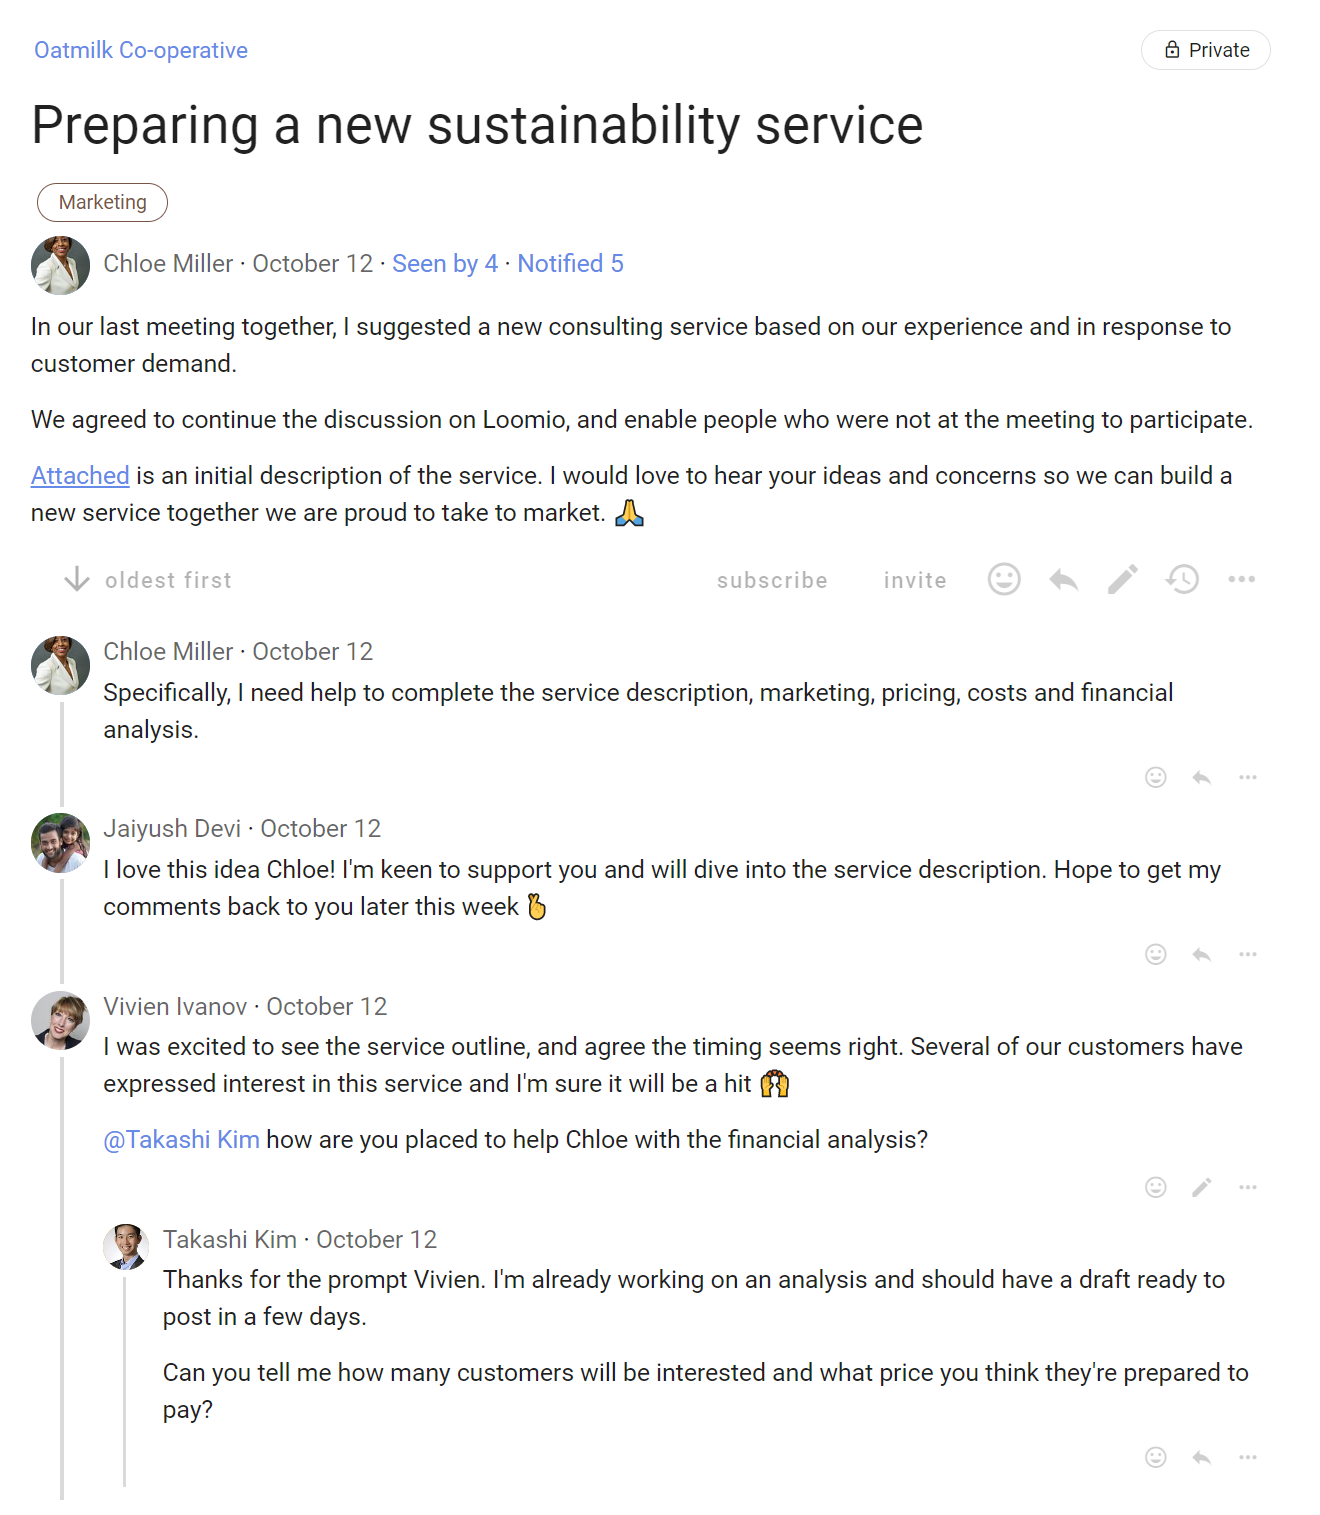 Oatmilk Co-operative
Private
Preparing a new sustainability service
Marketing
Chloe Miller · October 12 · Seen by 4 · Notified 5
In our last meeting together, I suggested a new consulting service based on our experience and in response to
customer demand.
We agreed to continue the discussion on Loomio, and enable people who were not at the meeting to participate.
Attached is an initial description of the service. I would love to hear your ideas and concerns so we can build a
new service together we are proud to take to market. 🙏
oldest first
subscribe
invite
Chloe Miller · October 12
Specifically, I need help to complete the service description, marketing, pricing, costs and financial
analysis.
Jaiyush Devi · October 12
I love this idea Chloe! I'm keen to support you and will dive into the service description. Hope to get my
comments back to you later this week 🫰
Vivien Ivanov · October 12
I was excited to see the service outline, and agree the timing seems right. Several of our customers have
expressed interest in this service and I'm sure it will be a hit 🙌
@Takashi Kim how are you placed to help Chloe with the financial analysis?
Takashi Kim · October 12
Thanks for the prompt Vivien. I'm already working on an analysis and should have a draft ready to
post in a few days.
Can you tell me how many customers will be interested and what price you think they're prepared to
pay?